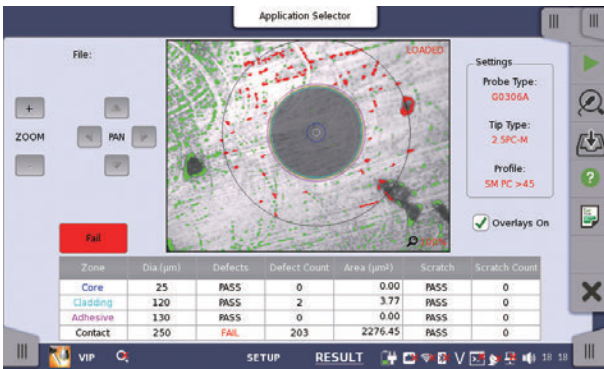 Application Selector
File:
LOADED
Settings
Probe Type:
G0306A
Tip Type:
2.5PC-M
Profile:
SM PC >45
ZOOM
PAN
Overlays On
Fail
Zone Dia (µm) Defects Defect Count Area (µm²) Scratch Scratch Count
Core 25 PASS 0 0.00 PASS 0
Cladding 120 PASS 2 3.77 PASS 0
Adhesive 130 PASS 0 0.00 PASS 0
Contact 250 FAIL 203 2276.45 PASS 0
VIP SETUP RESULT V 18 18